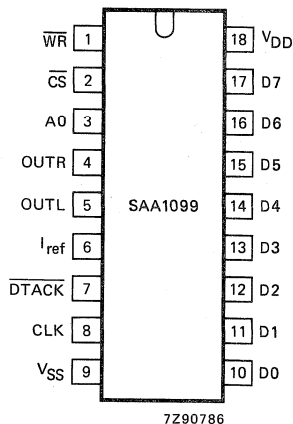 WR 1 18 VDD
CS 2 17 D7
A0 3 16 D6
OUTR 4 15 D5
OUTL 5 SAA1099 14 D4
Iref 6 13 D3
DTACK 7 12 D2
CLK 8 11 D1
VSS 9 10 D0
7Z90786